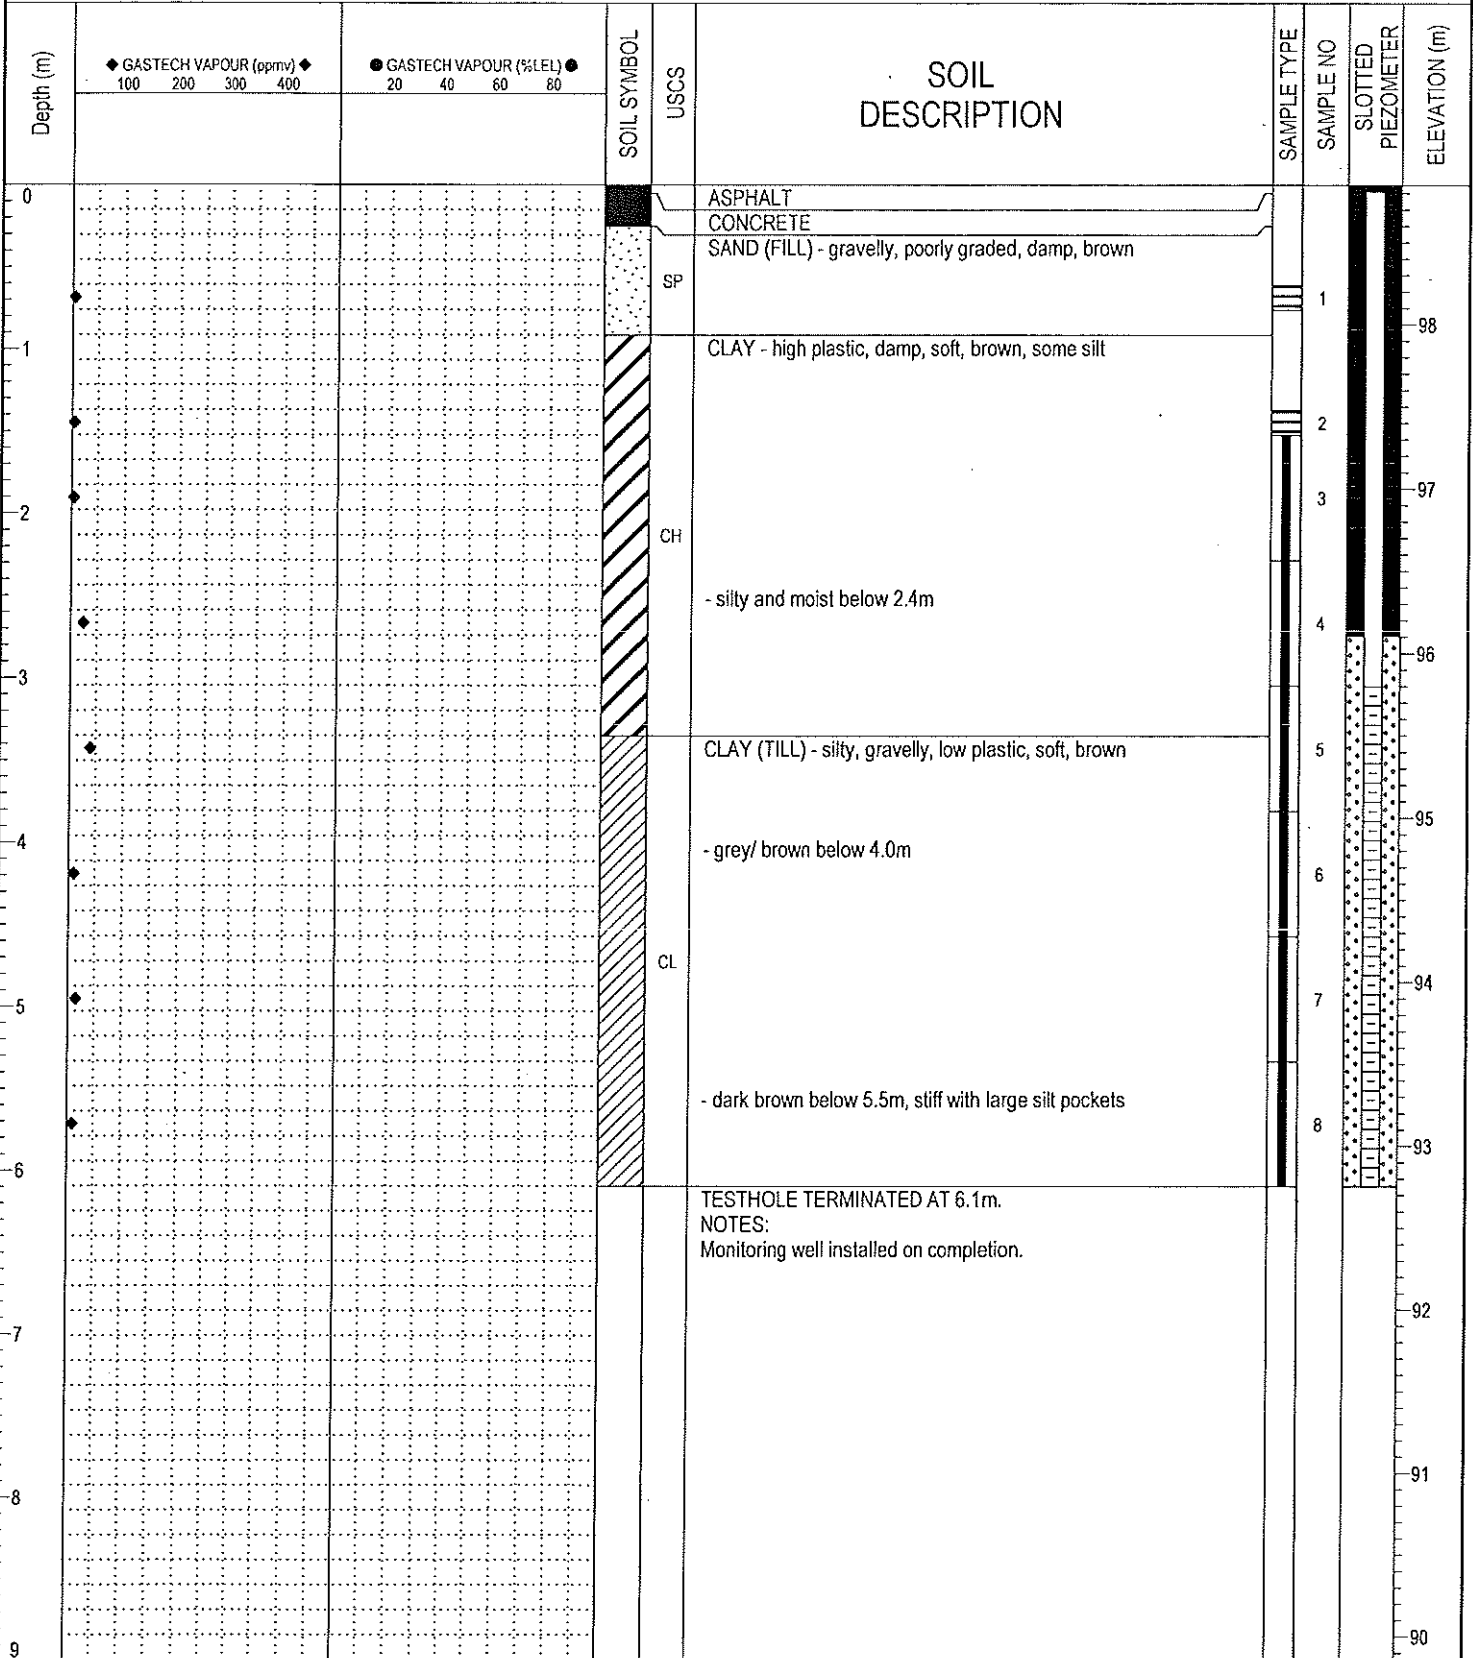 Depth (m)
◆ GASTECH VAPOUR (ppmv) ◆
100 200 300 400
● GASTECH VAPOUR (%LEL) ●
20 40 60 80
SOIL SYMBOL
USCS
SOIL
DESCRIPTION
SAMPLE TYPE
SAMPLE NO
SLOTTED
PIEZOMETER
ELEVATION (m)
0
ASPHALT
CONCRETE
SAND (FILL) - gravelly, poorly graded, damp, brown
SP
1
98
1
CLAY - high plastic, damp, soft, brown, some silt
2
97
3
2
CH
- silty and moist below 2.4m
4
96
3
CLAY (TILL) - silty, gravelly, low plastic, soft, brown
5
95
4
- grey/ brown below 4.0m
6
CL
94
7
5
- dark brown below 5.5m, stiff with large silt pockets
8
93
6
TESTHOLE TERMINATED AT 6.1m.
NOTES:
Monitoring well installed on completion.
92
7
91
8
90
9